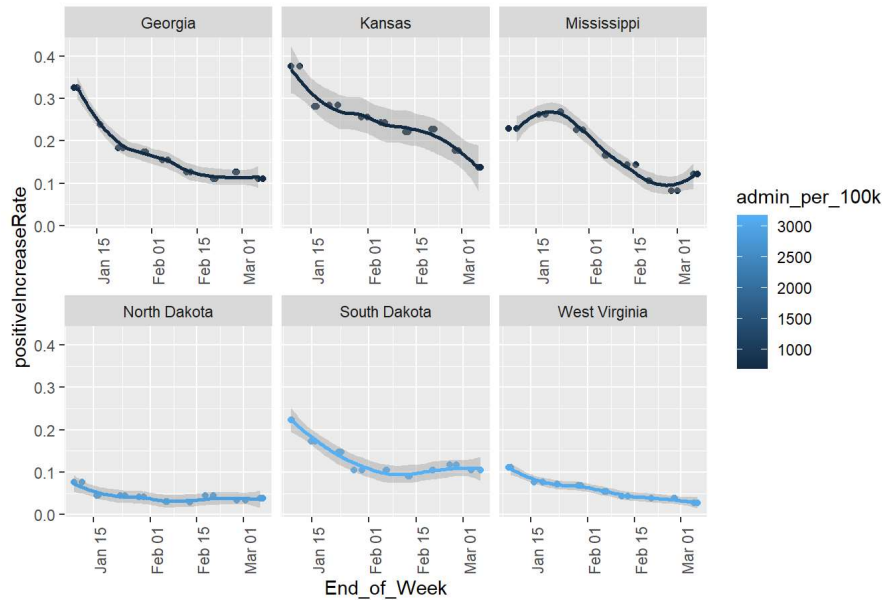 Georgia Kansas Mississippi
0.4
0.3
0.2
0.1
0.0
Jan 15 Feb 01 Feb 15 Mar 01 Jan 15 Feb 01 Feb 15 Mar 01 Jan 15 Feb 01 Feb 15 Mar 01
North Dakota South Dakota West Virginia
0.4
0.3
0.2
0.1
0.0
Jan 15 Feb 01 Feb 15 Mar 01 Jan 15 Feb 01 Feb 15 Mar 01 Jan 15 Feb 01 Feb 15 Mar 01
End_of_Week
positiveIncreaseRate
admin_per_100k
3000
2500
2000
1500
1000